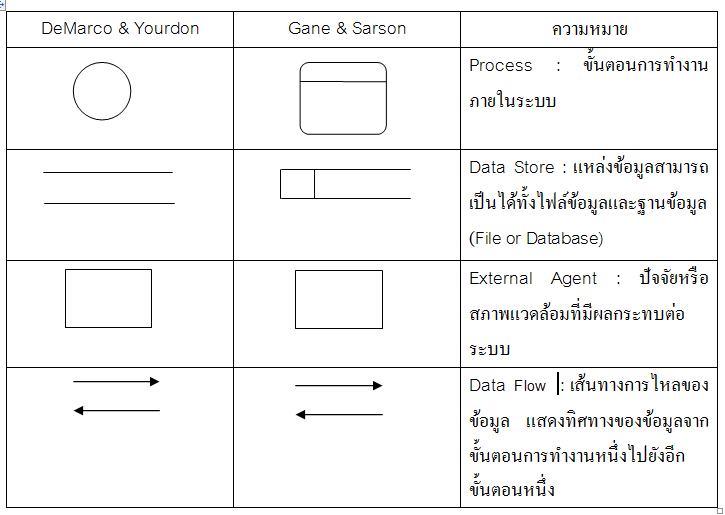 DeMarco & Yourdon
Gane & Sarson
ความหมาย
Process : ขั้นตอนการทำงาน
ภายในระบบ
Data Store : แหล่งข้อมูลสามารถ
เป็นได้ทั้งไฟล์ข้อมูลและฐานข้อมูล
(File or Database)
External Agent : ปัจจัยหรือ
สภาพแวดล้อมที่มีผลกระทบต่อ
ระบบ
Data Flow : เส้นทางการไหลของ
ข้อมูล แสดงทิศทางของข้อมูลจาก
ขั้นตอนการทำงานหนึ่งไปยังอีก
ขั้นตอนหนึ่ง